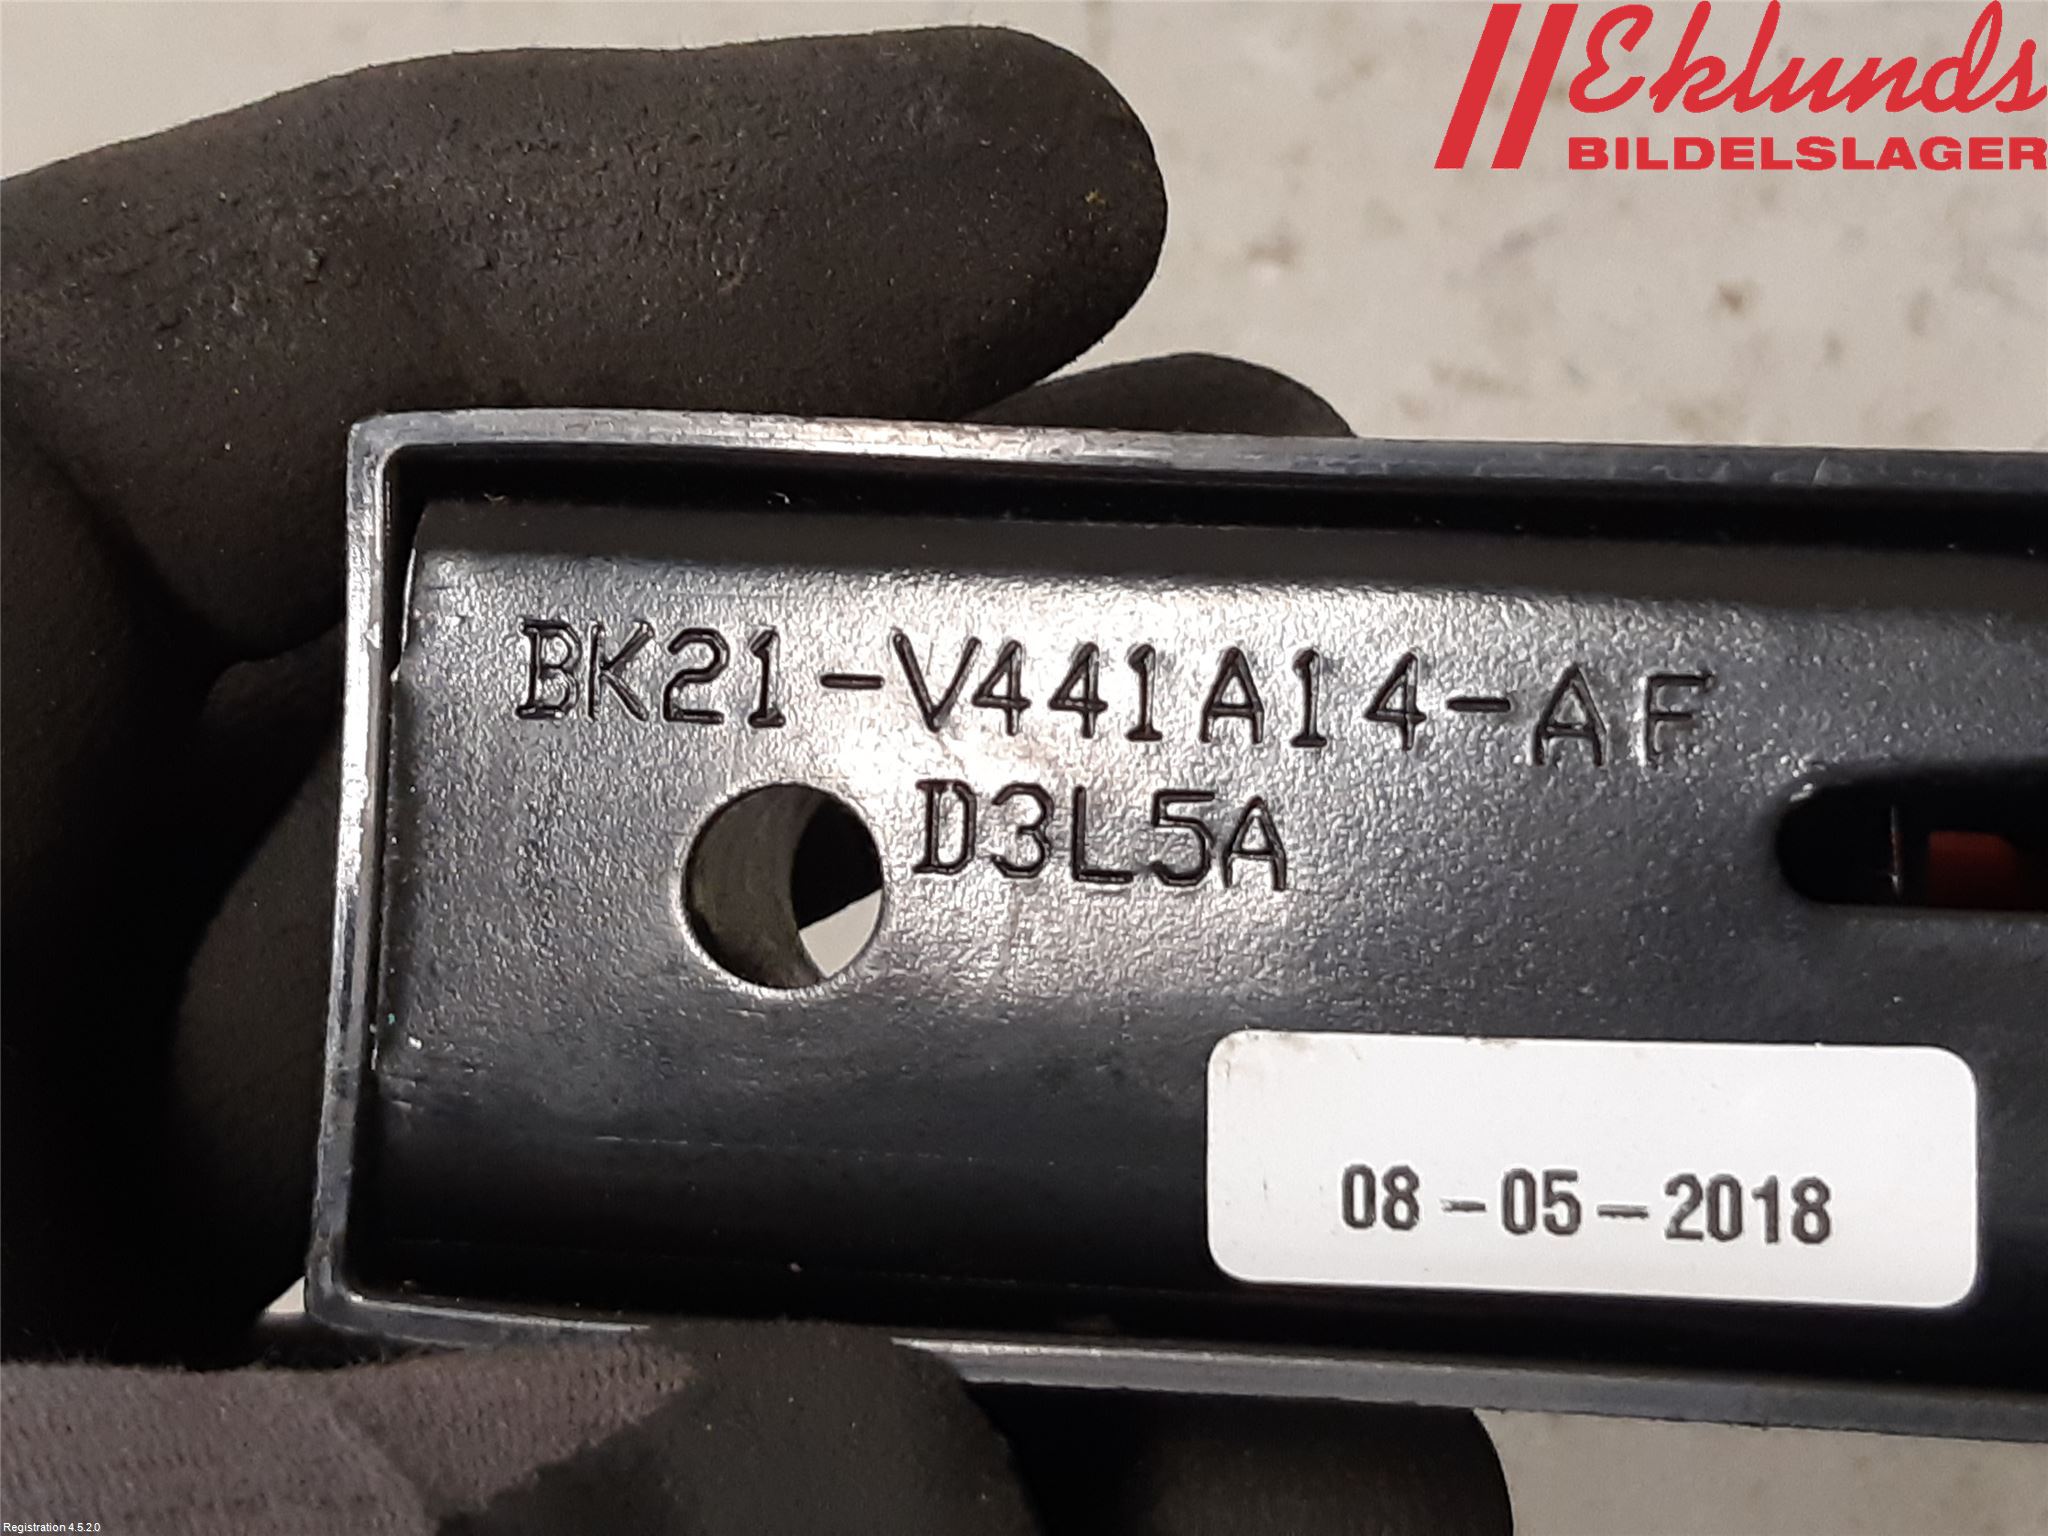 Eklunds
BILDELSLAGER
BK21-V441A14-AF
D3L5A
08-05-2018
Registration 4.5.2.0